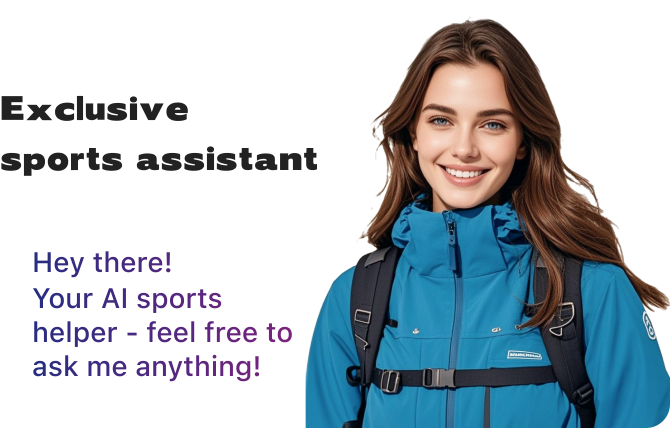 Exclusive
sports assistant
Hey there!
Your AI sports
helper - feel free to
ask me anything!